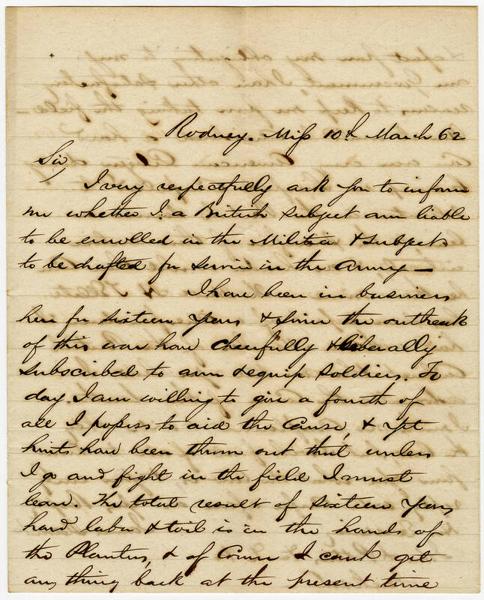 Rodney. Miss 10th March 62
Sir,
I very respectfully ask you to inform
me whether I, a British Subject am liable
to be enrolled in the Militia & subject
to be drafted for service in the Army —
I have been in business
here for sixteen years & since the outbreak
of this war have cheerfully & liberally
subscribed to arm & equip soldiers. To
day I am willing to give a fourth of
all I possess to aid the Cause, & yet
hints have been thrown out that unless
I go and fight in the field I must
leave. The total result of sixteen years
hard labor & toil is in the hands of
the Planters, & of Course I cant get
any thing back at the present time